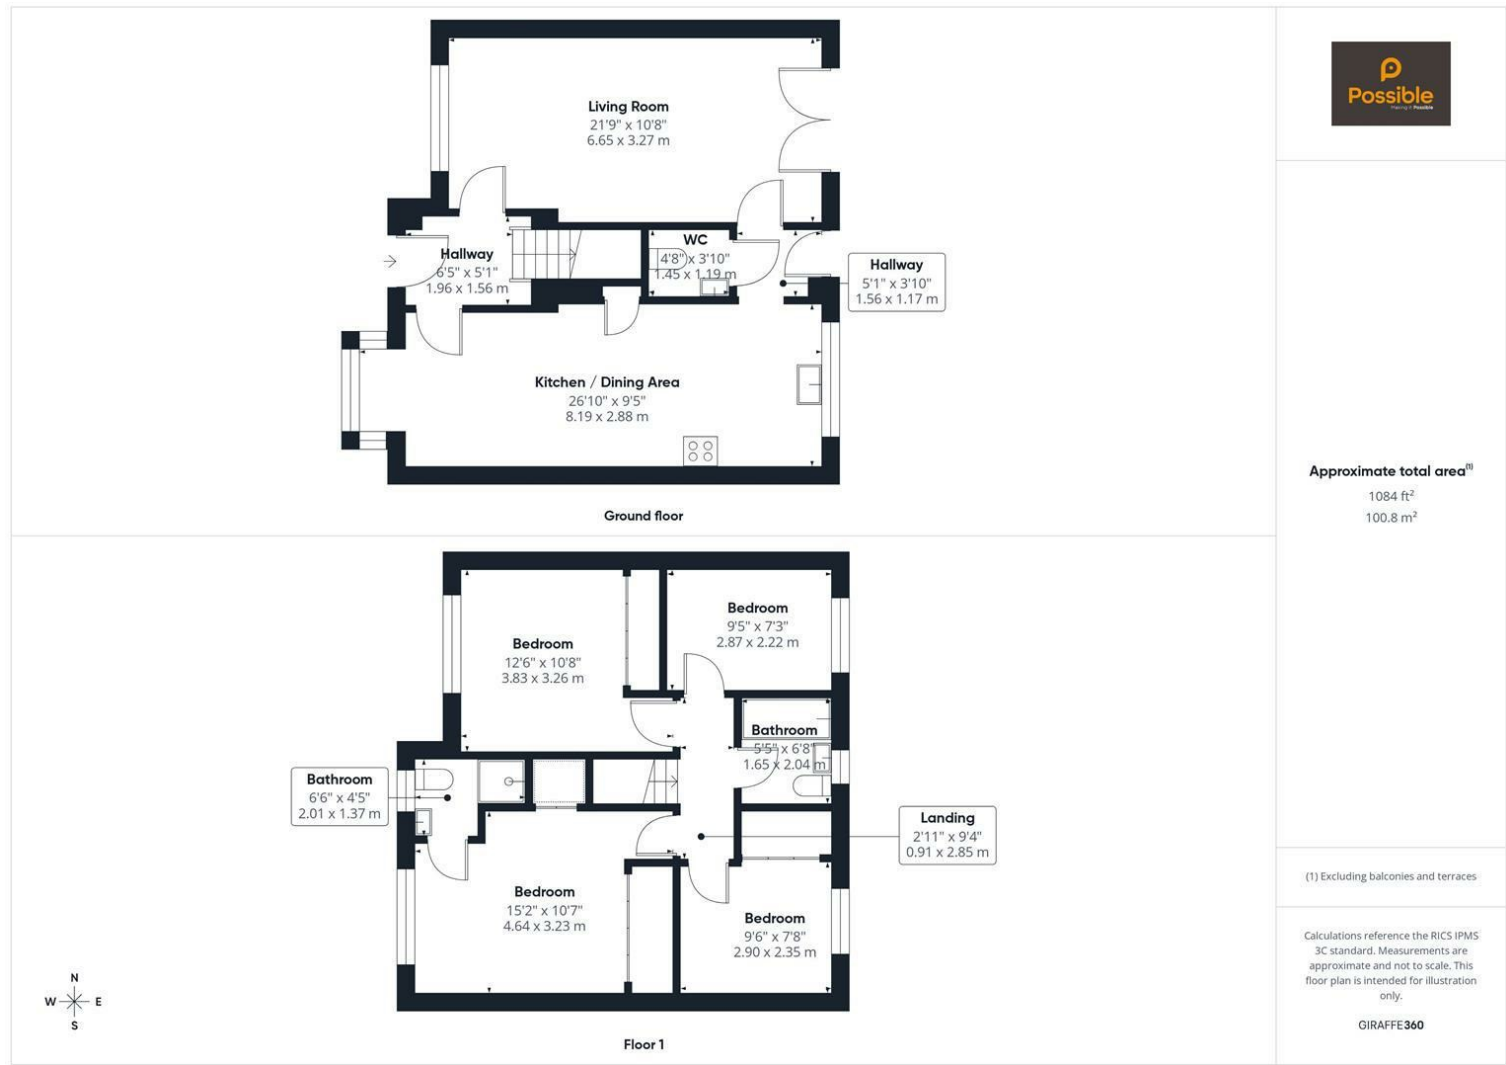 Living Room
21'9" x 10'8"
6.65 x 3.27 m
Hallway
6'5" x 5'1"
1.96 x 1.56 m
WC
4'8" x 3'10"
1.45 x 1.19 m
Hallway
5'1" x 3'10"
1.56 x 1.17 m
Kitchen / Dining Area
26'10" x 9'5"
8.19 x 2.88 m
Ground floor
Bedroom
12'6" x 10'8"
3.83 x 3.26 m
Bedroom
9'5" x 7'3"
2.87 x 2.22 m
Bathroom
5'5" x 6'8"
1.65 x 2.04 m
Bathroom
6'6" x 4'5"
2.01 x 1.37 m
Landing
2'11" x 9'4"
0.91 x 2.85 m
Bedroom
15'2" x 10'7"
4.64 x 3.23 m
Bedroom
9'6" x 7'8"
2.90 x 2.35 m
N
W E
S
Floor 1
Possible
Making it Possible
Approximate total area(1)
1084 ft²
100.8 m²
(1) Excluding balconies and terraces
Calculations reference the RICS IPMS
3C standard. Measurements are
approximate and not to scale. This
floor plan is intended for illustration
only.
GIRAFFE360